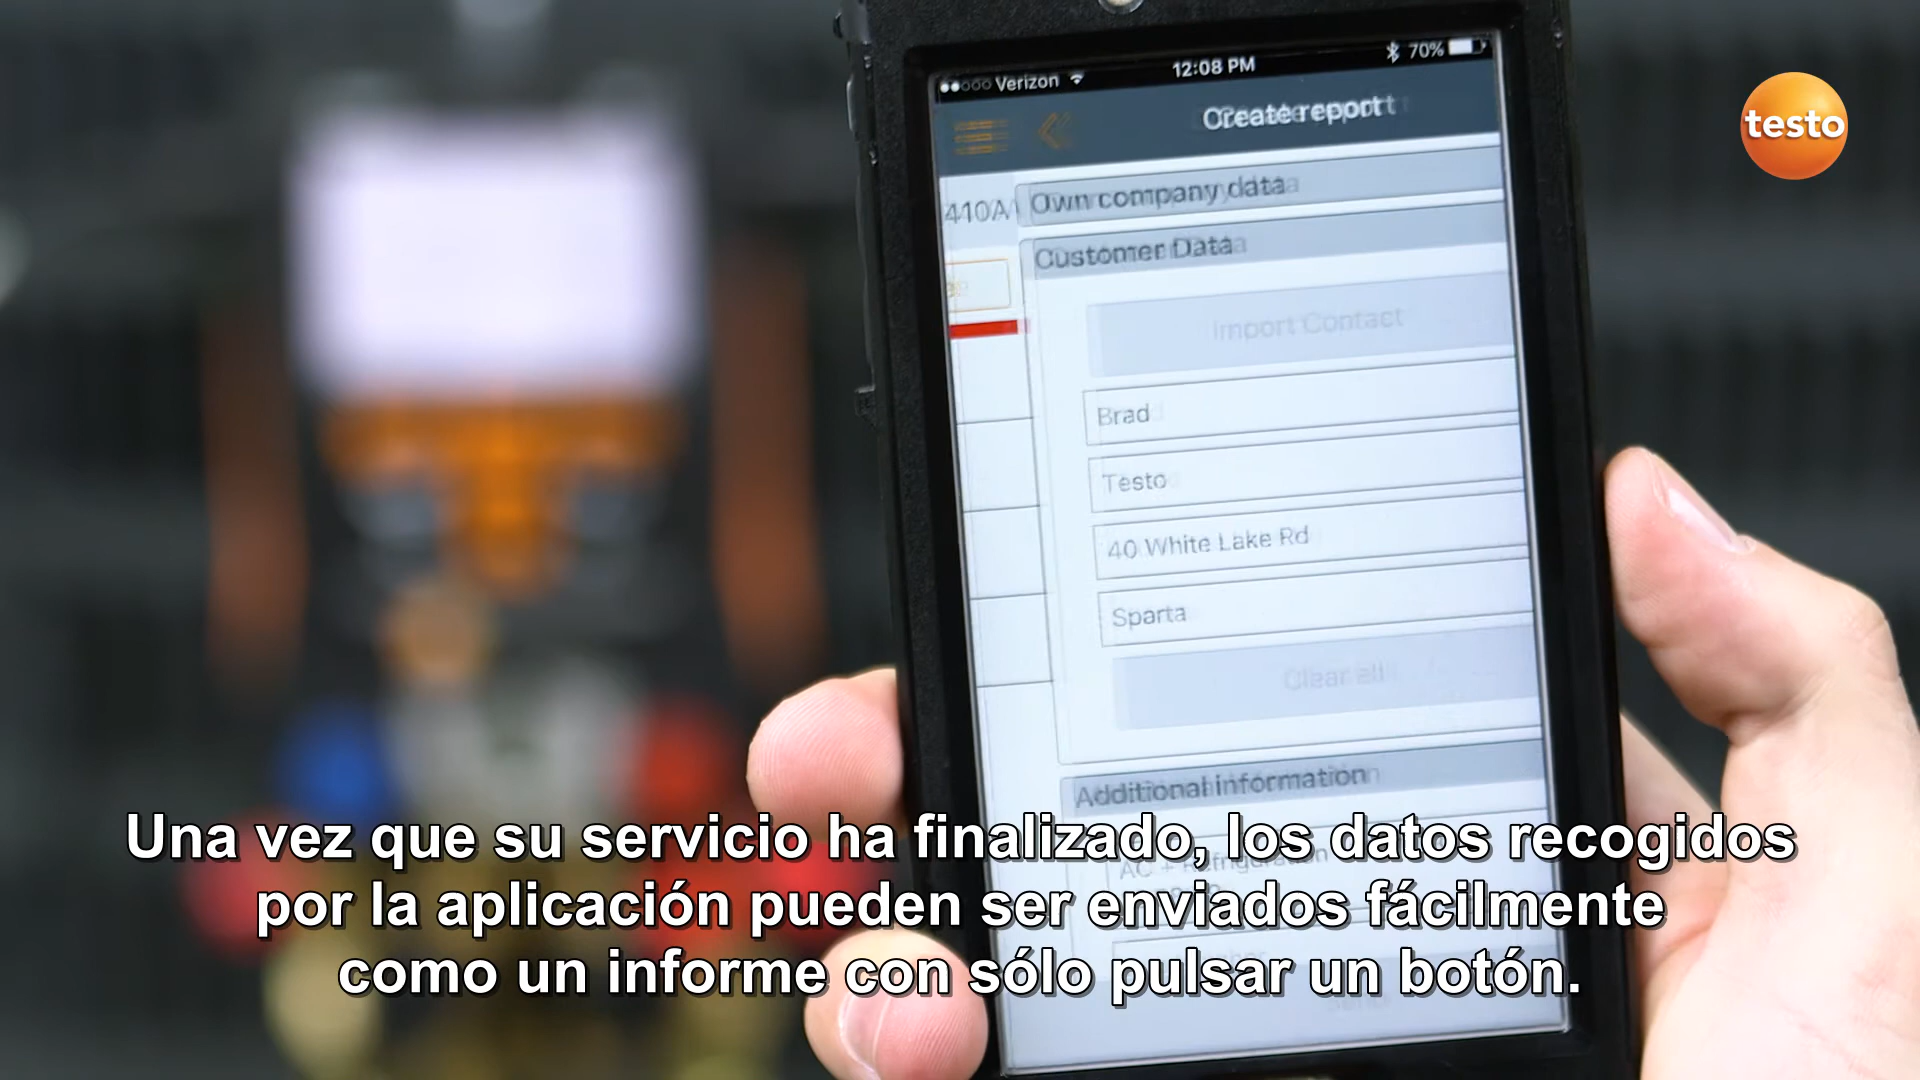 Verizon 12:08 PM 70%
Create report
testo
410A
Own company data
Customer Data
Import Contact
Brad
Testo
40 White Lake Rd
Sparta
Clear all
Additional information
AC + Refrigeration
Una vez que su servicio ha finalizado, los datos recogidos
por la aplicación pueden ser enviados fácilmente
como un informe con sólo pulsar un botón.